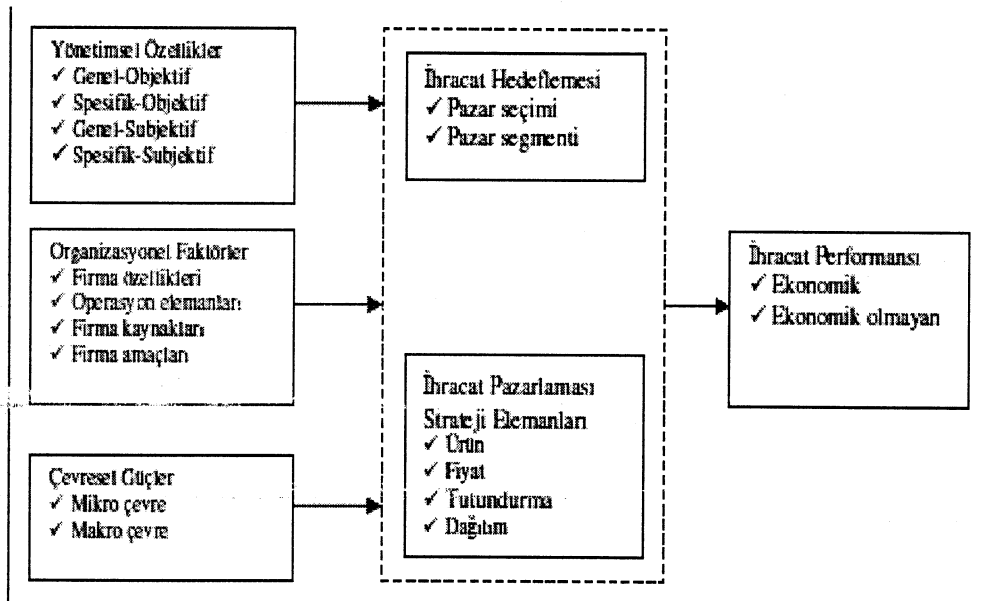 Yönetimsel Özellikler
✓ Genel-Objektif
✓ Spesifik-Objektif
✓ Genel-Subjektif
✓ Spesifik-Subjektif
Organizasyonel Faktörler
✓ Firma özellikleri
✓ Operasyon elemanları
✓ Firma kaynakları
✓ Firma amaçları
Çevresel Güçler
✓ Mikro çevre
✓ Makro çevre
İhracat Hedeflemesi
✓ Pazar seçimi
✓ Pazar segmenti
İhracat Pazarlaması
Strateji Elemanları
✓ Ürün
✓ Fiyat
✓ Tutundurma
✓ Dağıtım
İhracat Performansı
✓ Ekonomik
✓ Ekonomik olmayan